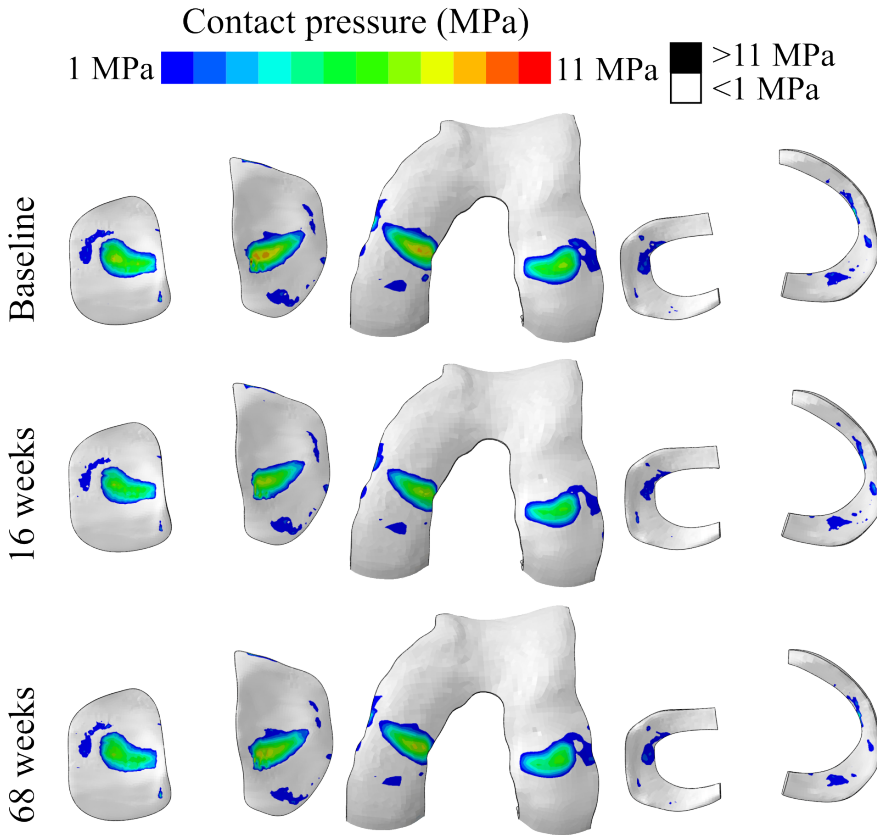 Contact pressure (MPa)
1 MPa
11 MPa
>11 MPa
<1 MPa
Baseline
16 weeks
68 weeks